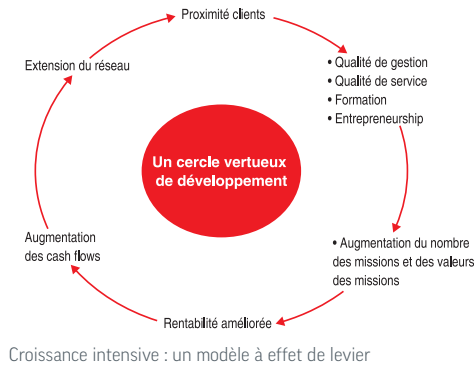 Proximité clients
• Qualité de gestion
• Qualité de service
• Formation
• Entrepreneurship
• Augmentation du nombre
des missions et des valeurs
des missions
Rentabilité améliorée
Augmentation
des cash flows
Extension du réseau
Un cercle vertueux
de développement
Croissance intensive : un modèle à effet de levier